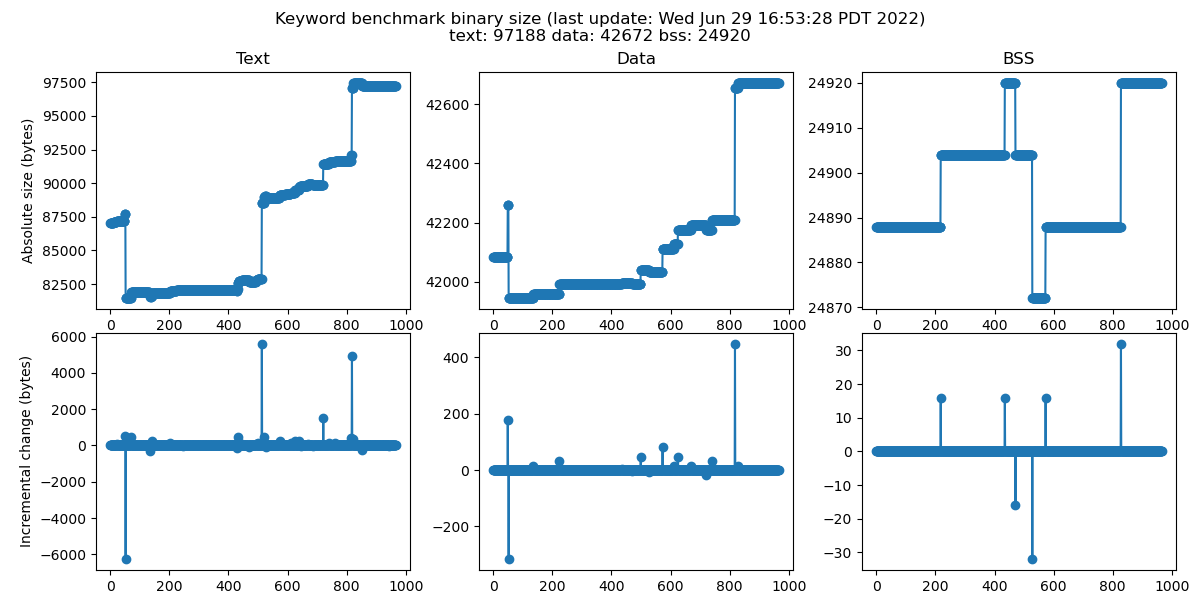 Keyword benchmark binary size (last update: Wed Jun 29 16:53:28 PDT 2022)
text: 97188 data: 42672 bss: 24920
Text
Data
BSS
Absolute size (bytes)
97500
95000
92500
90000
87500
85000
82500
0 200 400 600 800 1000
42600
42400
42200
42000
0 200 400 600 800 1000
24920
24910
24900
24890
24880
24870
0 200 400 600 800 1000
Incremental change (bytes)
6000
4000
2000
0
−2000
−4000
−6000
0 200 400 600 800 1000
400
200
0
−200
0 200 400 600 800 1000
30
20
10
0
−10
−20
−30
0 200 400 600 800 1000